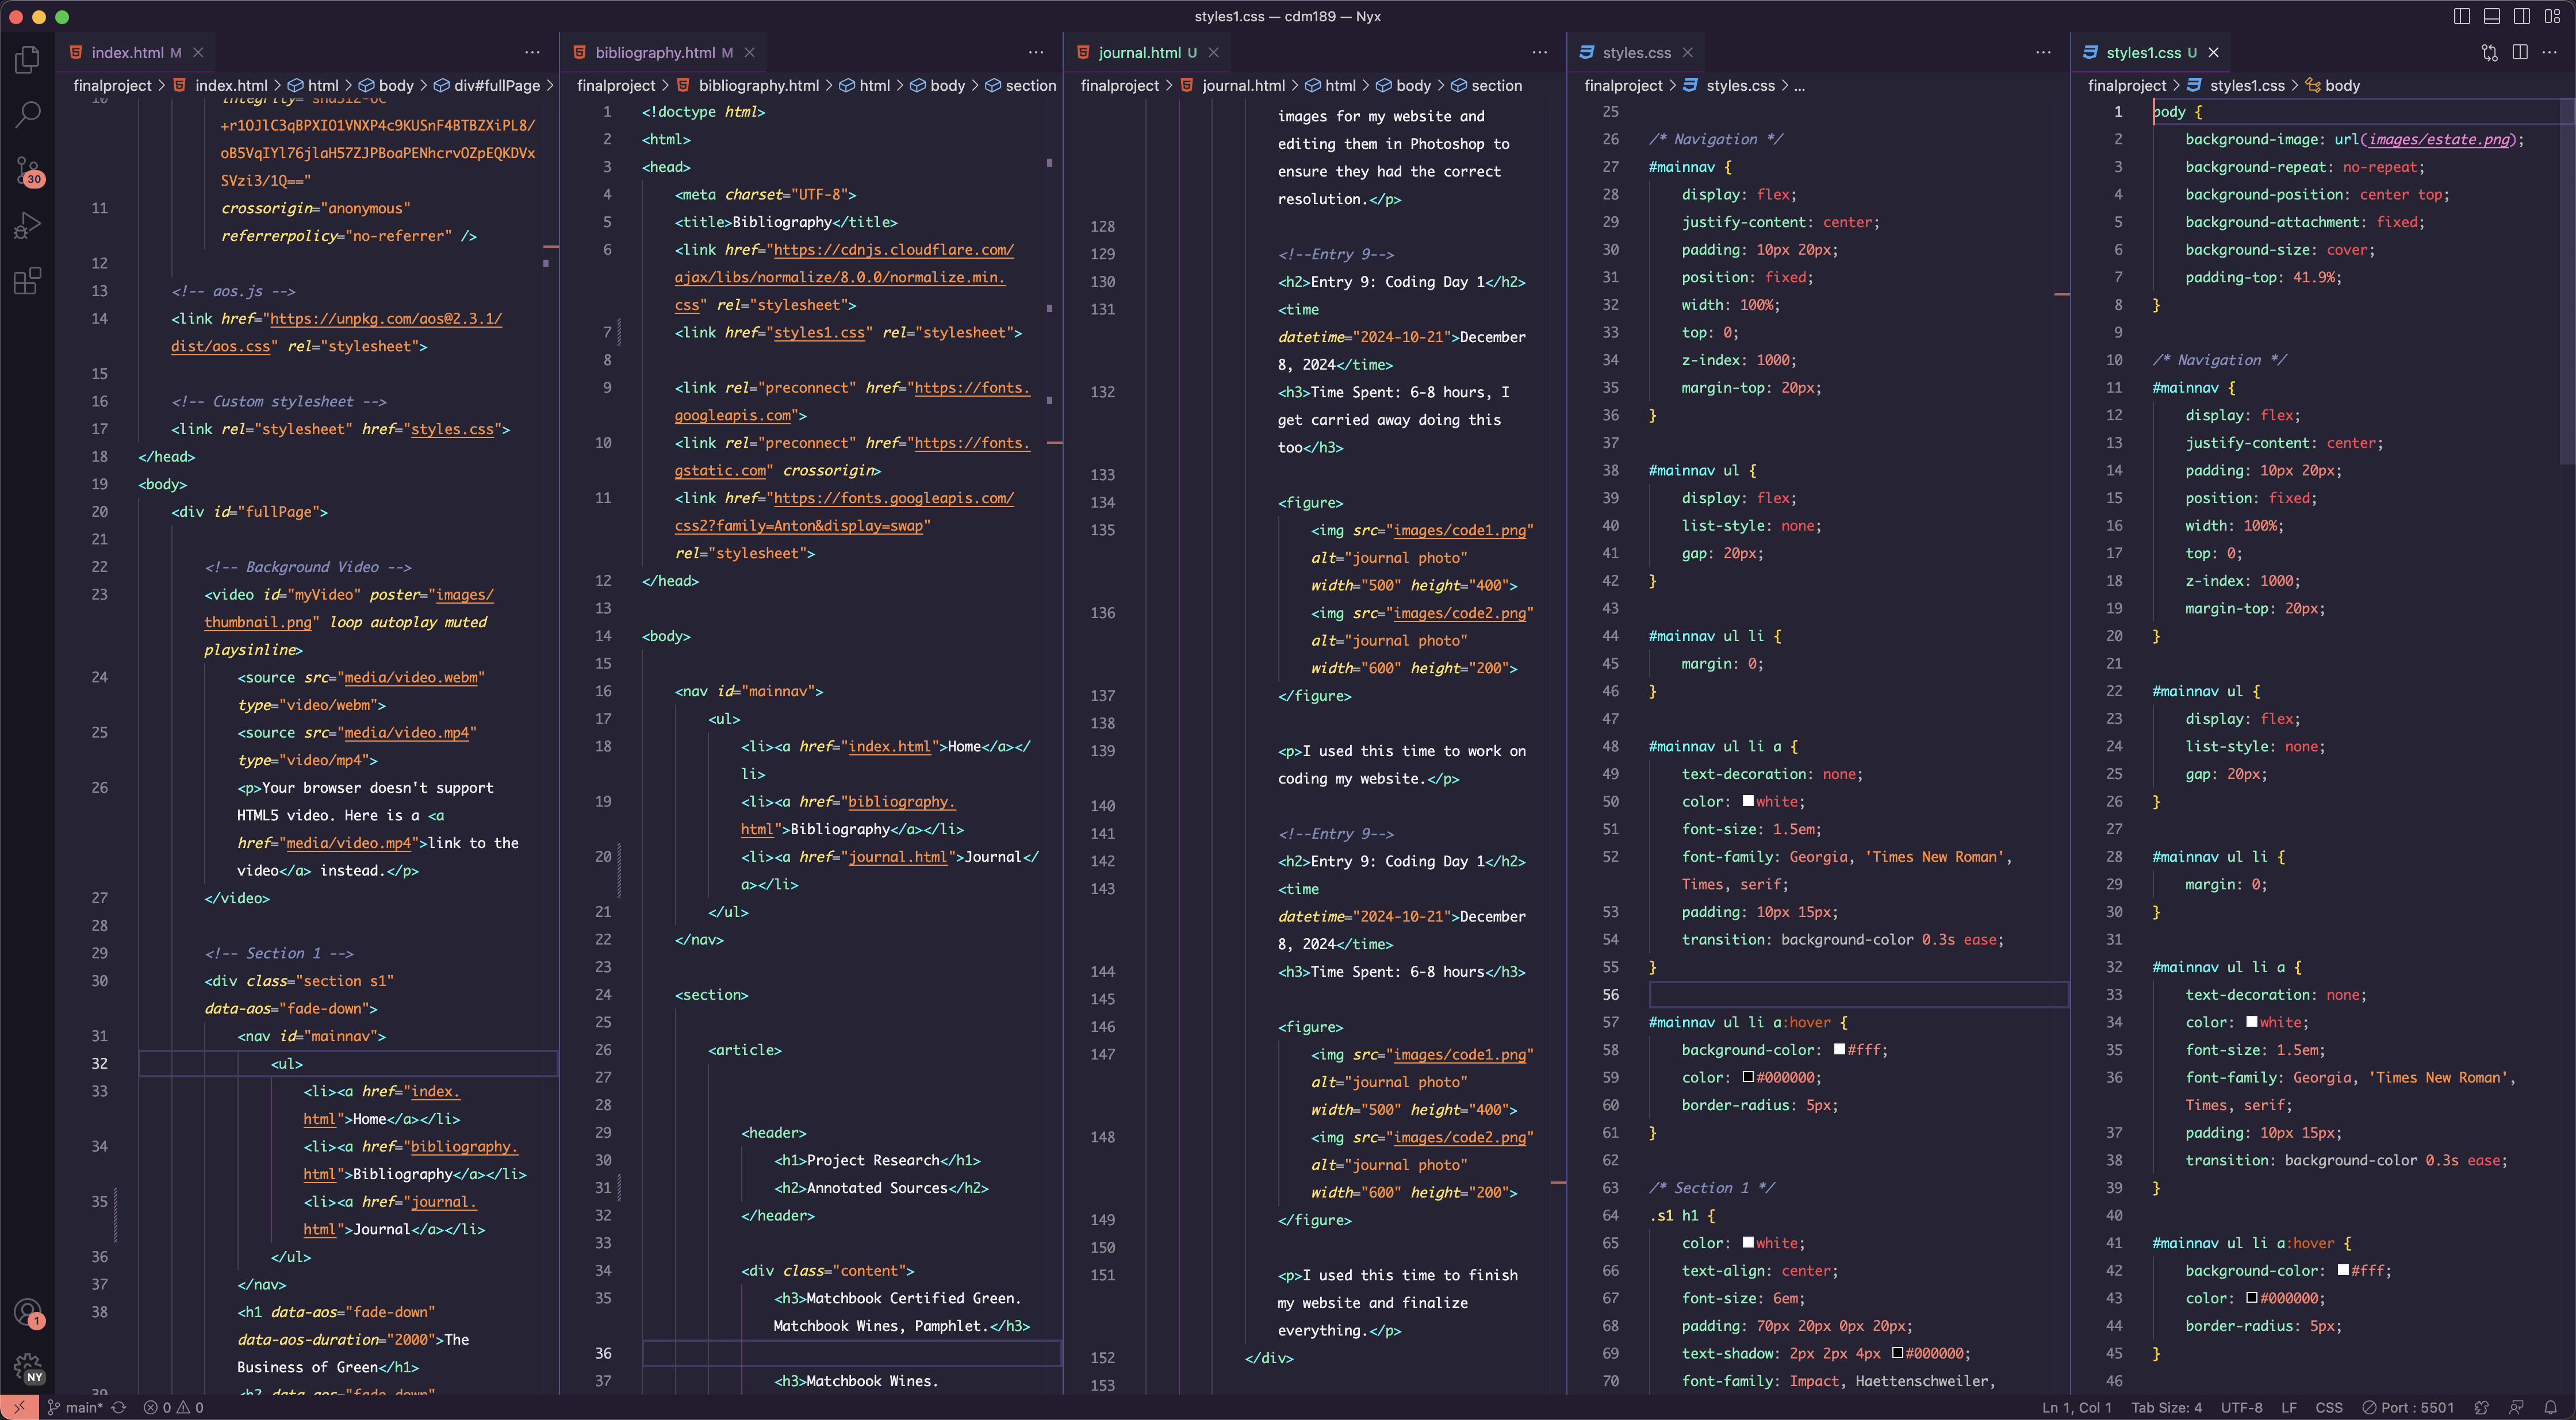 styles1.css — cdm189 — Nyx
index.html M
finalproject > index.html > html > body > div#fullPage >
10
+r1OJlC3qBPXIO1VNXP4c9KUSnF4BTBZXiPL8/
oB5VqIYl76jlaH57ZJPBoaPENhcrvOZpEQKDVx
SVzi3/1Q=="
11 crossorigin="anonymous"
referrerpolicy="no-referrer" />
12
13 <!-- aos.js -->
14 <link href="https://unpkg.com/aos@2.3.1/
dist/aos.css" rel="stylesheet">
15
16 <!-- Custom stylesheet -->
17 <link rel="stylesheet" href="styles.css">
18 </head>
19 <body>
20 <div id="fullPage">
21
22 <!-- Background Video -->
23 <video id="myVideo" poster="images/
thumbnail.png" loop autoplay muted
playsinline>
24 <source src="media/video.webm"
type="video/webm">
25 <source src="media/video.mp4"
type="video/mp4">
26 <p>Your browser doesn't support
HTML5 video. Here is a <a
href="media/video.mp4">link to the
video</a> instead.</p>
27 </video>
28
29 <!-- Section 1 -->
30 <div class="section s1"
data-aos="fade-down">
31 <nav id="mainnav">
32 <ul>
33 <li><a href="index.
html">Home</a></li>
34 <li><a href="bibliography.
html">Bibliography</a></li>
35 <li><a href="journal.
html">Journal</a></li>
36 </ul>
37 </nav>
38 <h1 data-aos="fade-down"
data-aos-duration="2000">The
Business of Green</h1>
39 <h2 data-aos="fade-down"
bibliography.html M
finalproject > bibliography.html > html > body > section
1 <!doctype html>
2 <html>
3 <head>
4 <meta charset="UTF-8">
5 <title>Bibliography</title>
6 <link href="https://cdnjs.cloudflare.com/
ajax/libs/normalize/8.0.0/normalize.min.
css" rel="stylesheet">
7 <link href="styles1.css" rel="stylesheet">
8
9 <link rel="preconnect" href="https://fonts.
googleapis.com">
10 <link rel="preconnect" href="https://fonts.
gstatic.com" crossorigin>
11 <link href="https://fonts.googleapis.com/
css2?family=Anton&display=swap"
rel="stylesheet">
12 </head>
13
14 <body>
15
16 <nav id="mainnav">
17 <ul>
18 <li><a href="index.html">Home</a></
li>
19 <li><a href="bibliography.
html">Bibliography</a></li>
20 <li><a href="journal.html">Journal</
a></li>
21 </ul>
22 </nav>
23
24 <section>
25
26 <article>
27
28
29 <header>
30 <h1>Project Research</h1>
31 <h2>Annotated Sources</h2>
32 </header>
33
34 <div class="content">
35 <h3>Matchbook Certified Green.
Matchbook Wines, Pamphlet.</h3>
36
37 <h3>Matchbook Wines.
journal.html U
finalproject > journal.html > html > body > section
images for my website and
editing them in Photoshop to
ensure they had the correct
resolution.</p>
128
129 <!--Entry 9-->
130 <h2>Entry 9: Coding Day 1</h2>
131 <time
datetime="2024-10-21">December
8, 2024</time>
132 <h3>Time Spent: 6-8 hours, I
get carried away doing this
too</h3>
133
134 <figure>
135 <img src="images/code1.png"
alt="journal photo"
width="500" height="400">
136 <img src="images/code2.png"
alt="journal photo"
width="600" height="200">
137 </figure>
138
139 <p>I used this time to work on
coding my website.</p>
140
141 <!--Entry 9-->
142 <h2>Entry 9: Coding Day 1</h2>
143 <time
datetime="2024-10-21">December
8, 2024</time>
144 <h3>Time Spent: 6-8 hours</h3>
145
146 <figure>
147 <img src="images/code1.png"
alt="journal photo"
width="500" height="400">
148 <img src="images/code2.png"
alt="journal photo"
width="600" height="200">
149 </figure>
150
151 <p>I used this time to finish
my website and finalize
everything.</p>
152 </div>
153
styles.css
finalproject > styles.css > ...
25
26 /* Navigation */
27 #mainnav {
28 display: flex;
29 justify-content: center;
30 padding: 10px 20px;
31 position: fixed;
32 width: 100%;
33 top: 0;
34 z-index: 1000;
35 margin-top: 20px;
36 }
37
38 #mainnav ul {
39 display: flex;
40 list-style: none;
41 gap: 20px;
42 }
43
44 #mainnav ul li {
45 margin: 0;
46 }
47
48 #mainnav ul li a {
49 text-decoration: none;
50 color: white;
51 font-size: 1.5em;
52 font-family: Georgia, 'Times New Roman',
Times, serif;
53 padding: 10px 15px;
54 transition: background-color 0.3s ease;
55 }
56
57 #mainnav ul li a:hover {
58 background-color: #fff;
59 color: #000000;
60 border-radius: 5px;
61 }
62
63 /* Section 1 */
64 .s1 h1 {
65 color: white;
66 text-align: center;
67 font-size: 6em;
68 padding: 70px 20px 0px 20px;
69 text-shadow: 2px 2px 4px #000000;
70 font-family: Impact, Haettenschweiler,
styles1.css U
finalproject > styles1.css > body
1 body {
2 background-image: url(images/estate.png);
3 background-repeat: no-repeat;
4 background-position: center top;
5 background-attachment: fixed;
6 background-size: cover;
7 padding-top: 41.9%;
8 }
9
10 /* Navigation */
11 #mainnav {
12 display: flex;
13 justify-content: center;
14 padding: 10px 20px;
15 position: fixed;
16 width: 100%;
17 top: 0;
18 z-index: 1000;
19 margin-top: 20px;
20 }
21
22 #mainnav ul {
23 display: flex;
24 list-style: none;
25 gap: 20px;
26 }
27
28 #mainnav ul li {
29 margin: 0;
30 }
31
32 #mainnav ul li a {
33 text-decoration: none;
34 color: white;
35 font-size: 1.5em;
36 font-family: Georgia, 'Times New Roman',
Times, serif;
37 padding: 10px 15px;
38 transition: background-color 0.3s ease;
39 }
40
41 #mainnav ul li a:hover {
42 background-color: #fff;
43 color: #000000;
44 border-radius: 5px;
45 }
46
30
1
NY
main* 0 0
Ln 1, Col 1 Tab Size: 4 UTF-8 LF CSS Port : 5501